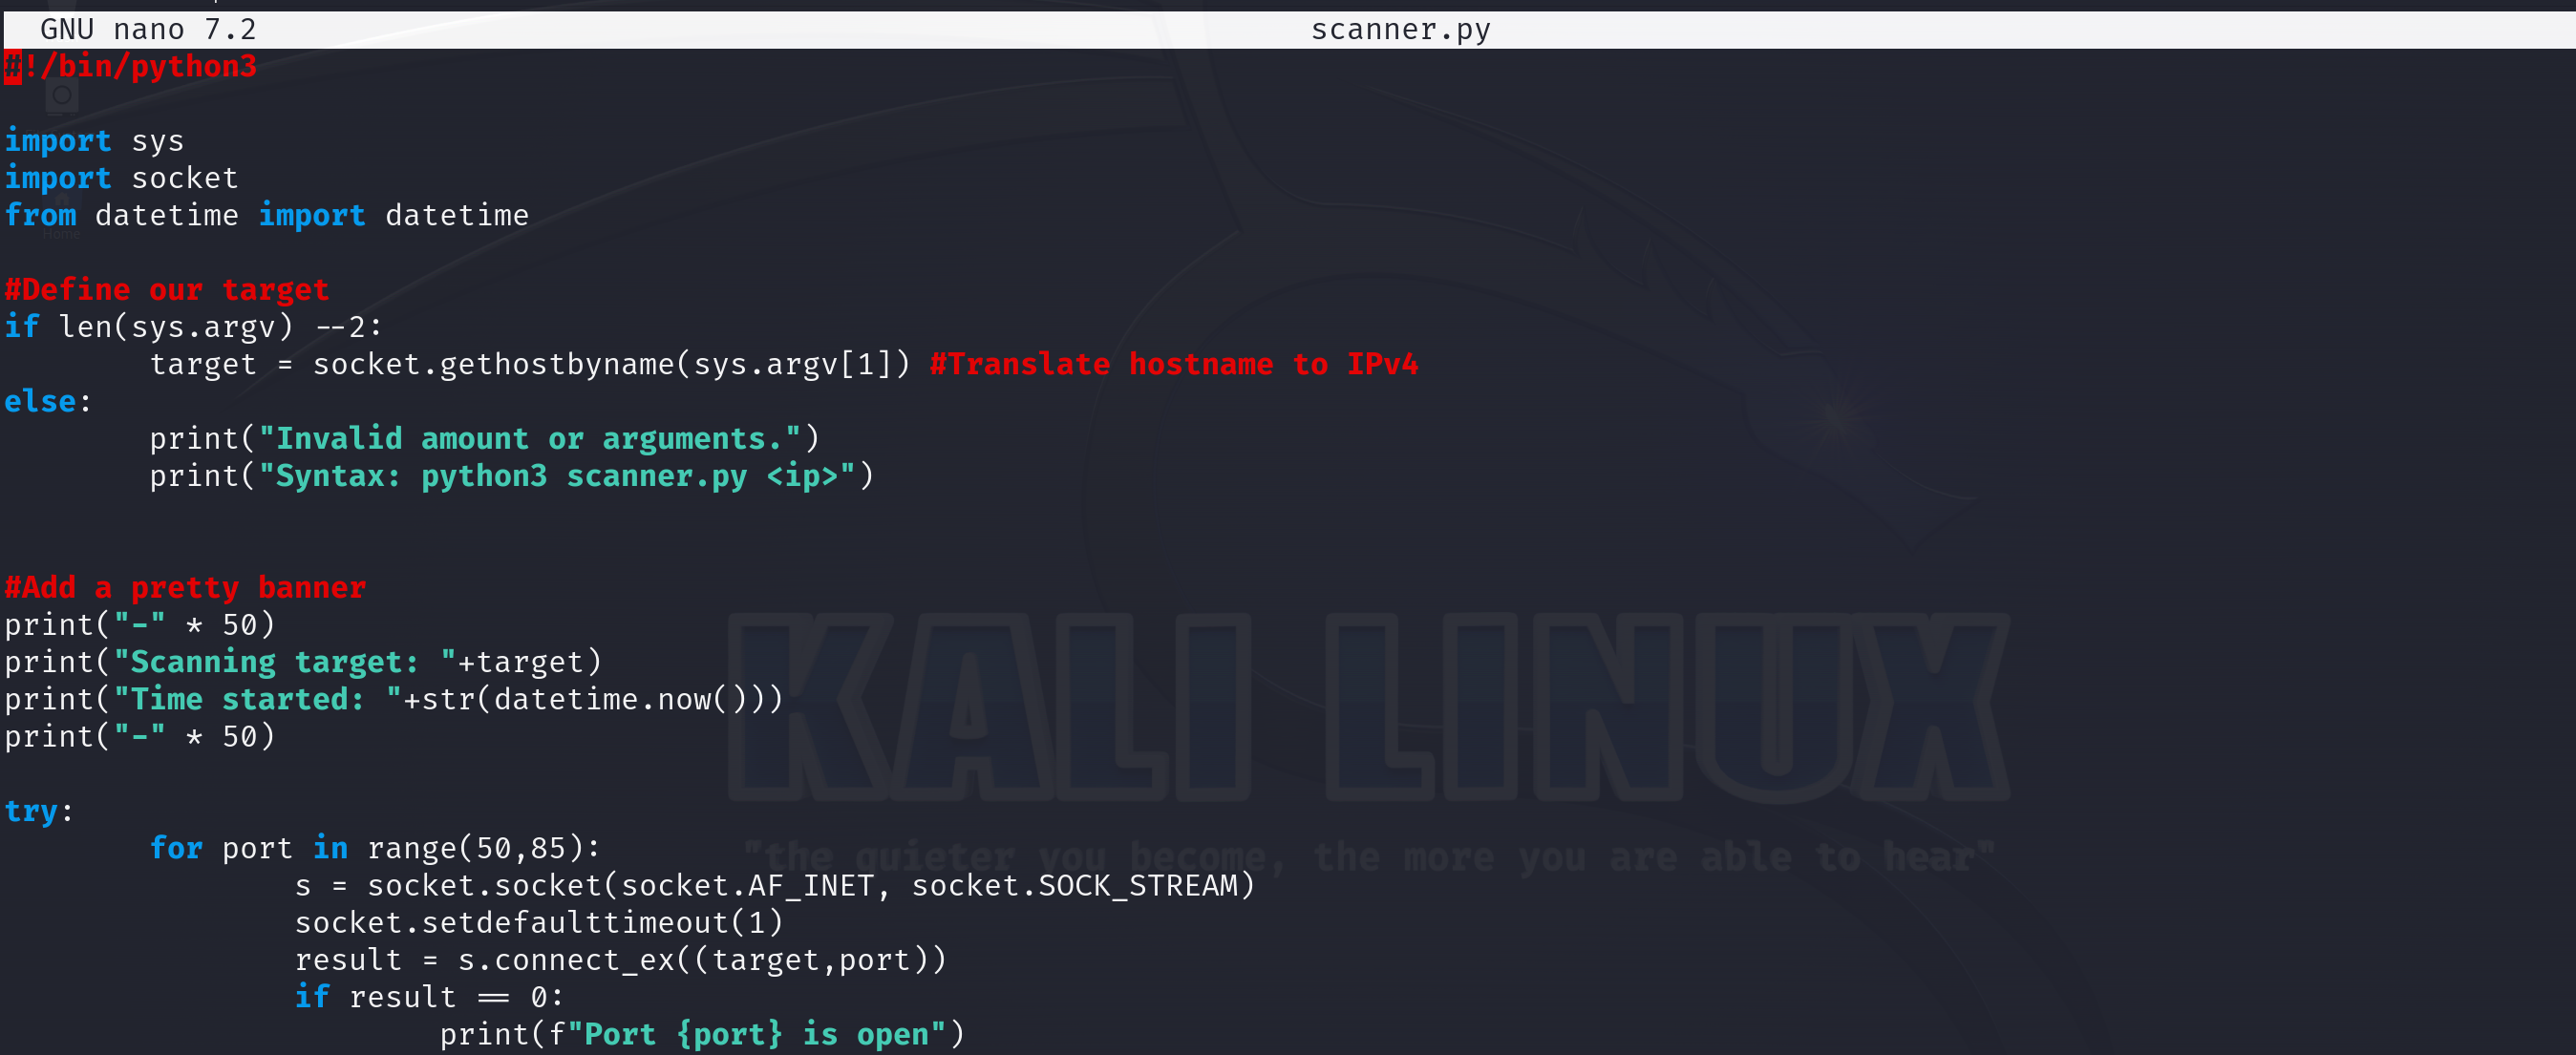 GNU nano 7.2 scanner.py
#!/bin/python3
import sys
import socket
from datetime import datetime
Home
#Define our target
if len(sys.argv) --2:
target = socket.gethostbyname(sys.argv[1]) #Translate hostname to IPv4
else:
print("Invalid amount or arguments.")
print("Syntax: python3 scanner.py <ip>")
#Add a pretty banner
print("-" * 50)
print("Scanning target: "+target)
print("Time started: "+str(datetime.now()))
print("-" * 50)
KALI LINUX
try:
for port in range(50,85):
"the quieter you become, the more you are able to hear"
s = socket.socket(socket.AF_INET, socket.SOCK_STREAM)
socket.setdefaulttimeout(1)
result = s.connect_ex((target,port))
if result == 0:
print(f"Port {port} is open")